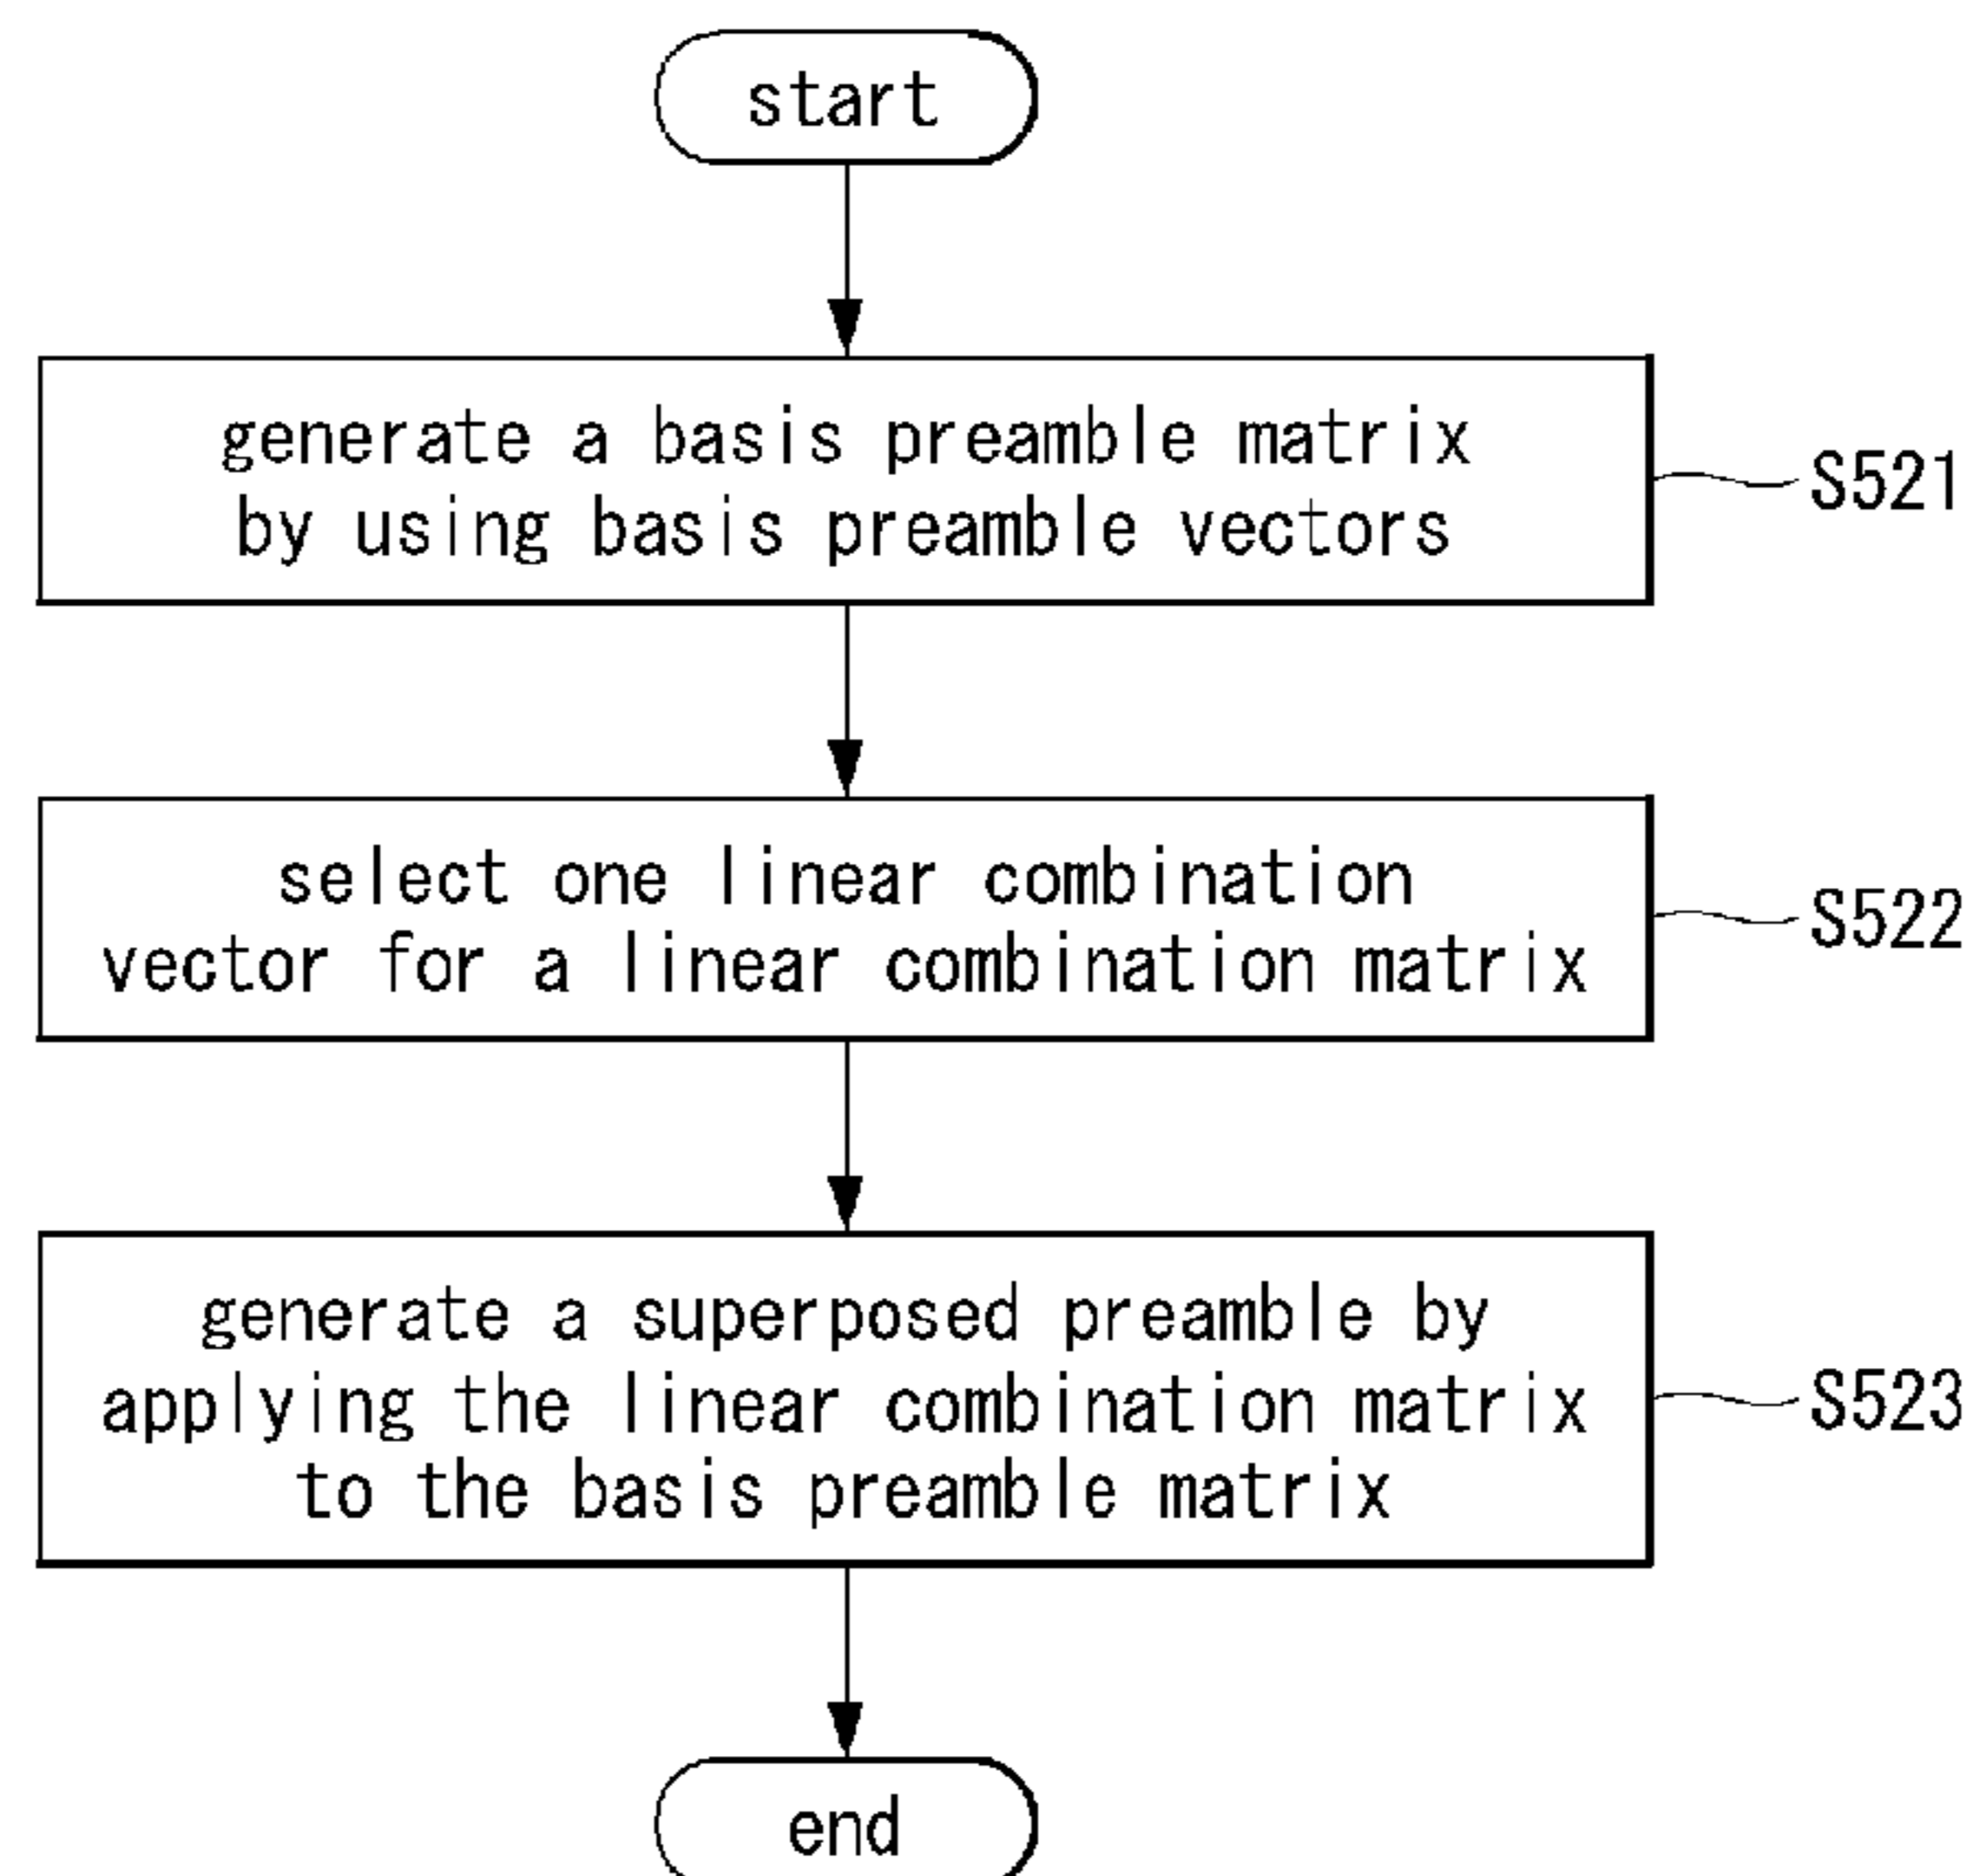 start
generate a basis preamble matrix
by using basis preamble vectors
S521
select one linear combination
vector for a linear combination matrix
S522
generate a superposed preamble by
applying the linear combination matrix
to the basis preamble matrix
S523
end